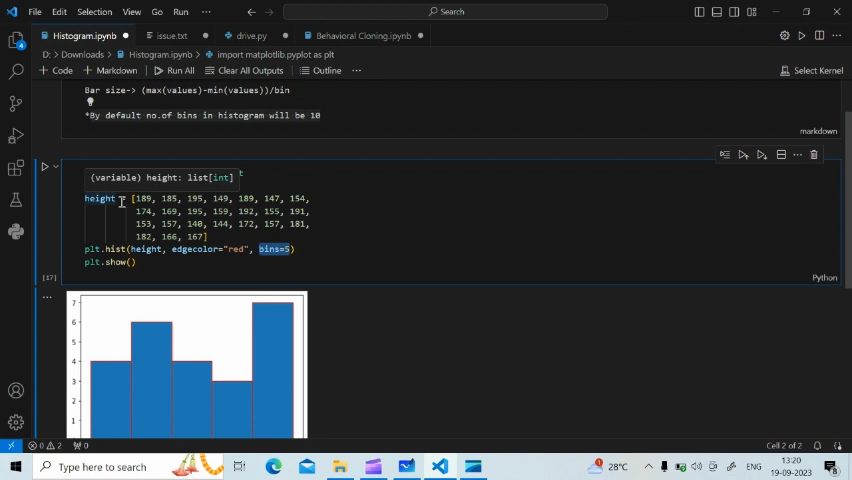 File Edit Selection View Go Run ··· Search
Histogram.ipynb issue.txt drive.py Behavioral Cloning.ipynb
D: > Downloads > Histogram.ipynb > import matplotlib.pyplot as plt
+ Code + Markdown Run All Clear All Outputs Outline ··· Select Kernel
4
Bar size-> (max(values)-min(values))/bin
*By default no.of bins in histogram will be 10
markdown
(variable) height: list[int]
height = [189, 185, 195, 149, 189, 147, 154,
174, 169, 195, 159, 192, 155, 191,
153, 157, 140, 144, 172, 157, 181,
182, 166, 167]
plt.hist(height, edgecolor="red", bins=5)
plt.show()
[17] Python
7
6
5
4
3
2
1
0 2 0 Cell 2 of 2
Type here to search 28°C ENG 13:20
19-09-2023